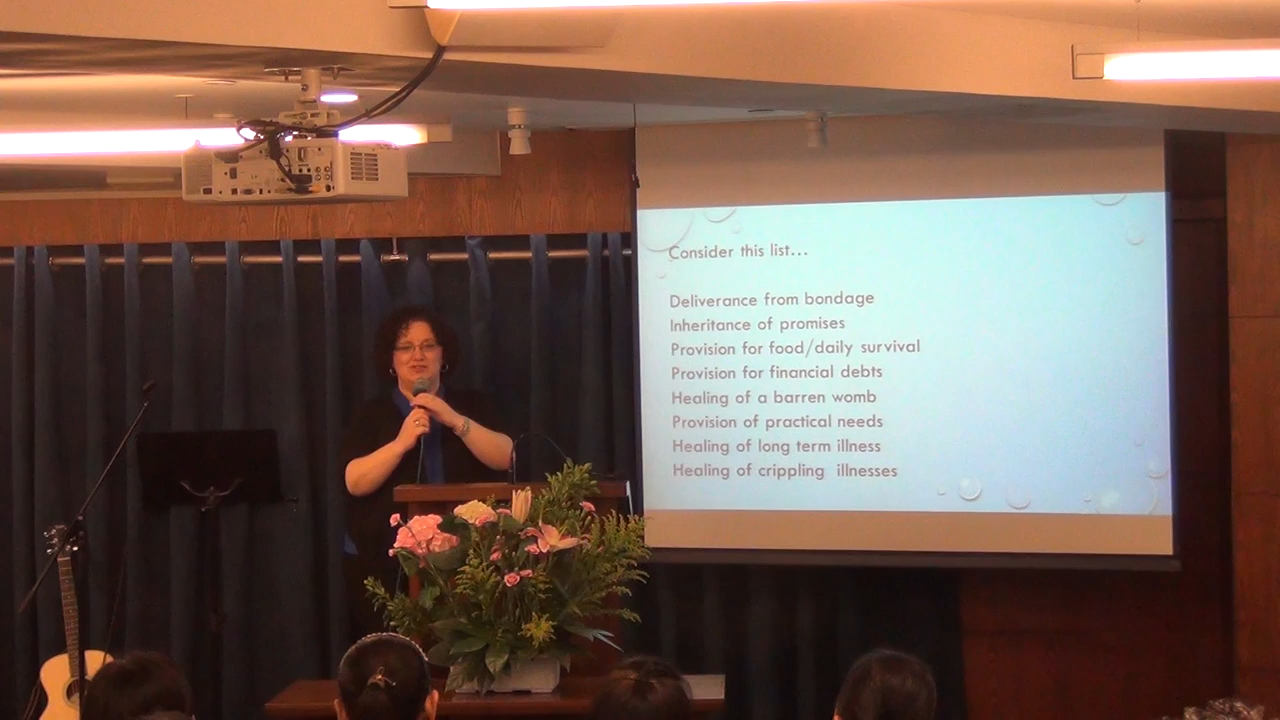 Consider this list...
Deliverance from bondage
Inheritance of promises
Provision for food/daily survival
Provision for financial debts
Healing of a barren womb
Provision of practical needs
Healing of long term illness
Healing of crippling illnesses